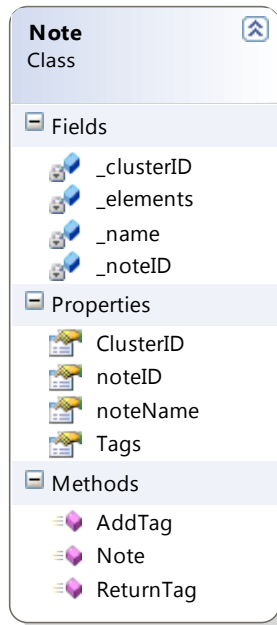 Note
Class
Fields
_clusterID
_elements
_name
_noteID
Properties
ClusterID
noteID
noteName
Tags
Methods
AddTag
Note
ReturnTag